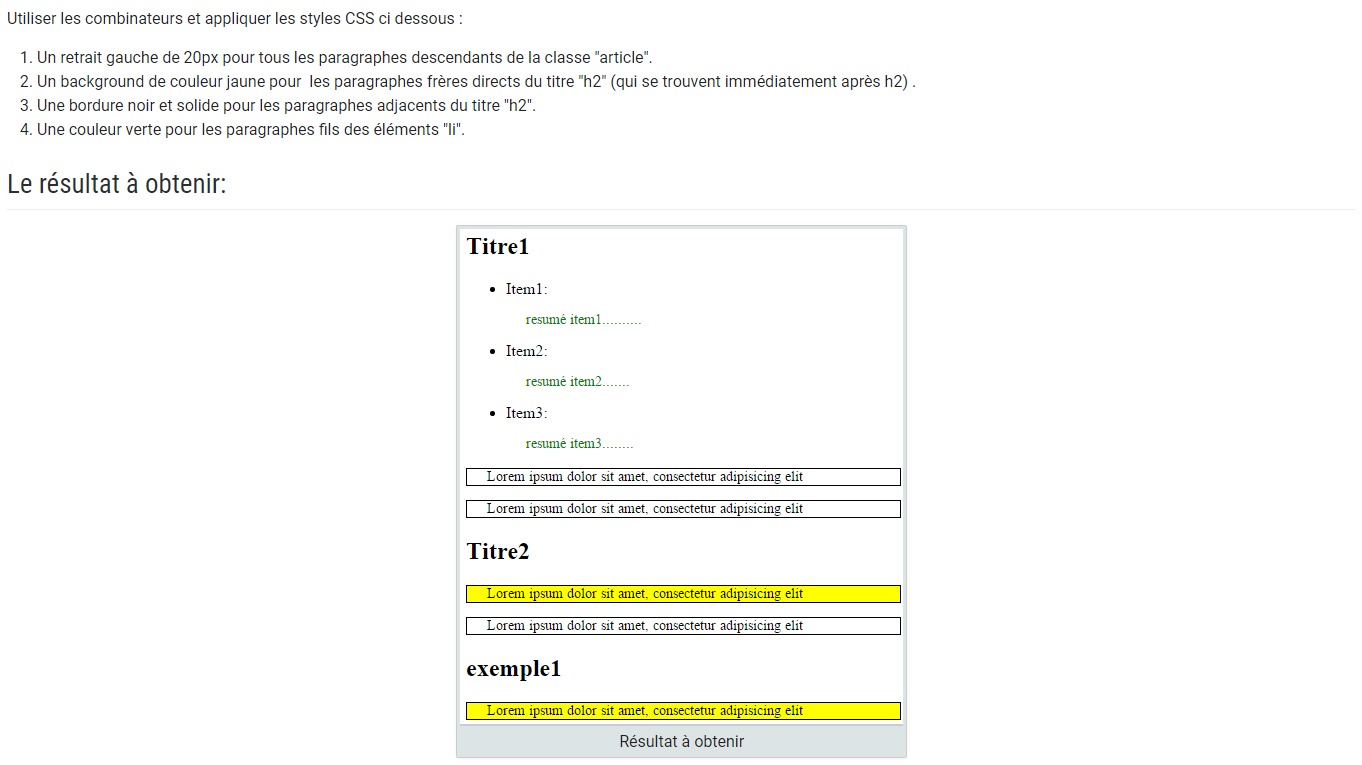 Utiliser les combinateurs et appliquer les styles CSS ci dessous :
1. Un retrait gauche de 20px pour tous les paragraphes descendants de la classe "article".
2. Un background de couleur jaune pour les paragraphes frères directs du titre "h2" (qui se trouvent immédiatement après h2) .
3. Une bordure noir et solide pour les paragraphes adjacents du titre "h2".
4. Une couleur verte pour les paragraphes fils des éléments "li".
Le résultat à obtenir:
Titre1
• Item1:
resumé item1..........
• Item2:
resumé item2.......
• Item3:
resumé item3........
Lorem ipsum dolor sit amet, consectetur adipisicing elit
Lorem ipsum dolor sit amet, consectetur adipisicing elit
Titre2
Lorem ipsum dolor sit amet, consectetur adipisicing elit
Lorem ipsum dolor sit amet, consectetur adipisicing elit
exemple1
Lorem ipsum dolor sit amet, consectetur adipisicing elit
Résultat à obtenir